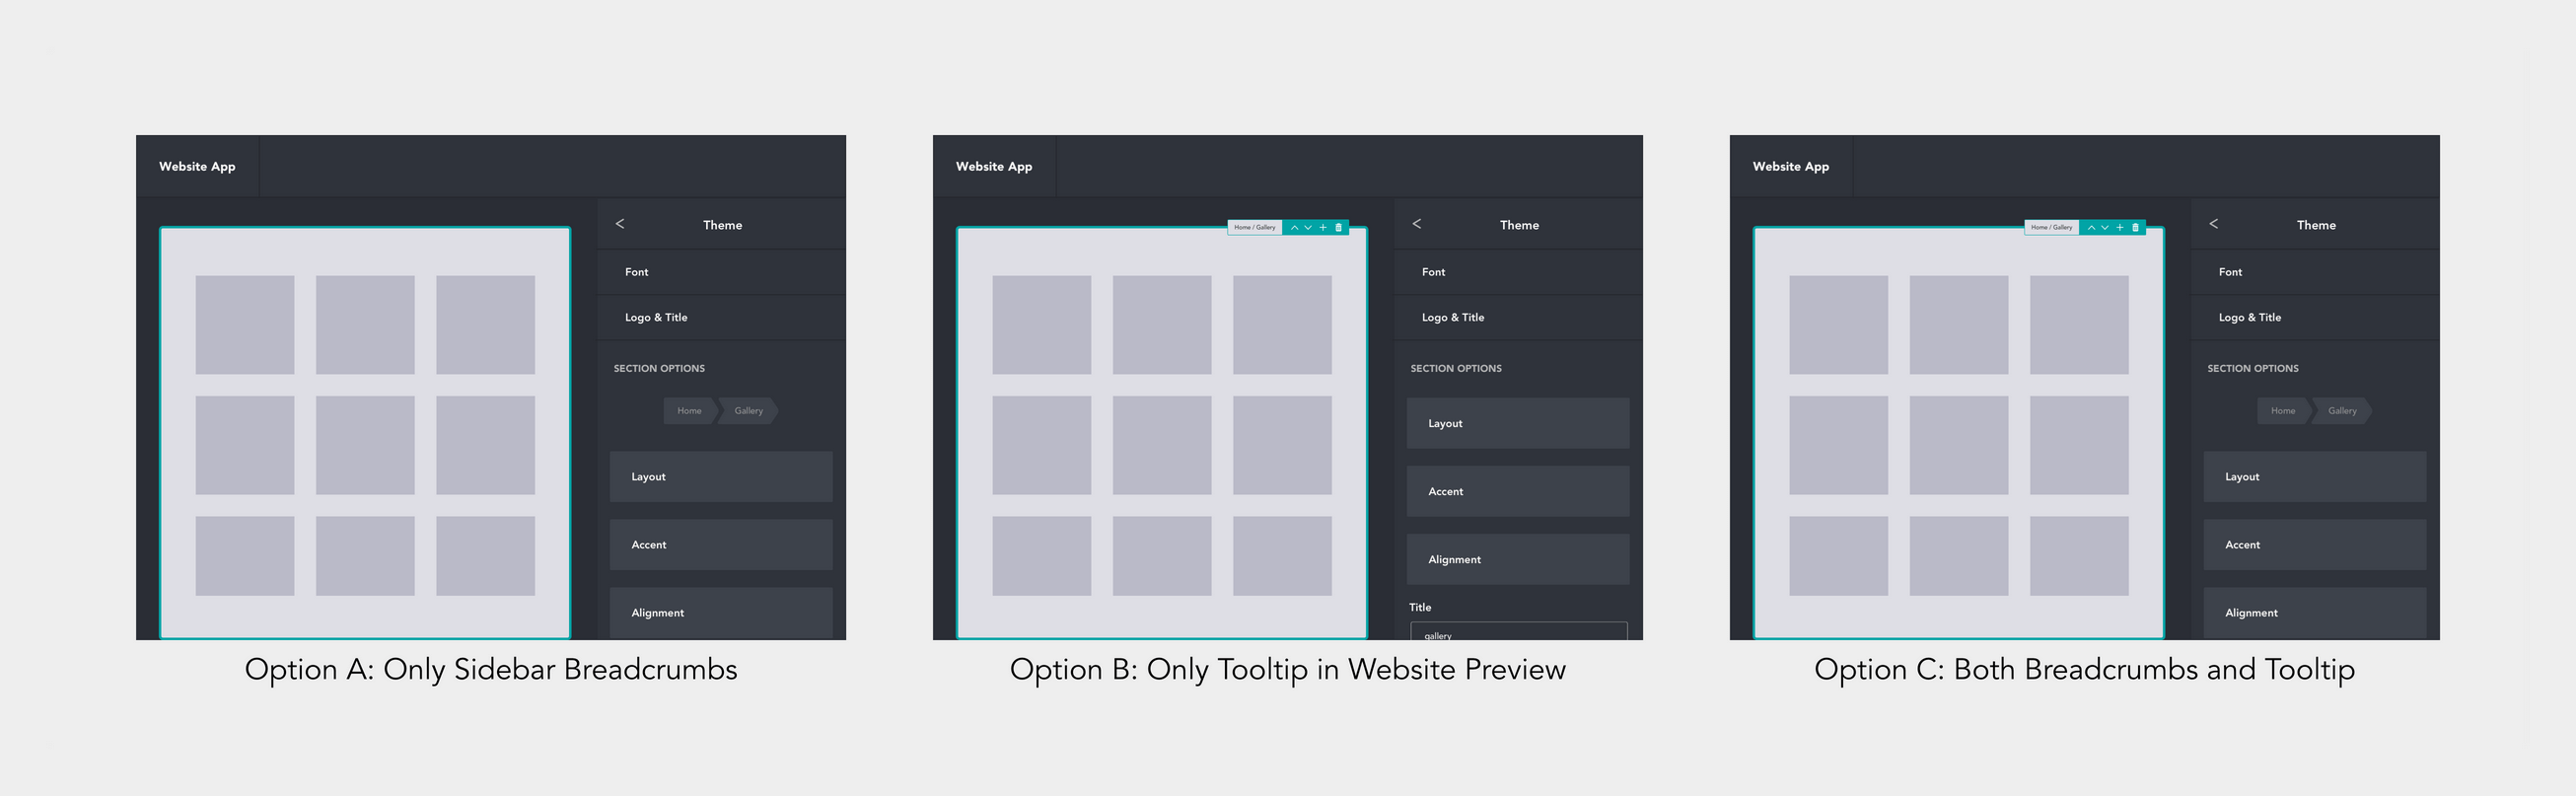 Website App
< Theme
Font
Logo & Title
SECTION OPTIONS
Home Gallery
Layout
Accent
Alignment
Option A: Only Sidebar Breadcrumbs
Website App
Home / Gallery
< Theme
Font
Logo & Title
SECTION OPTIONS
Layout
Accent
Alignment
Title
gallery
Option B: Only Tooltip in Website Preview
Website App
Home / Gallery
< Theme
Font
Logo & Title
SECTION OPTIONS
Home Gallery
Layout
Accent
Alignment
Option C: Both Breadcrumbs and Tooltip